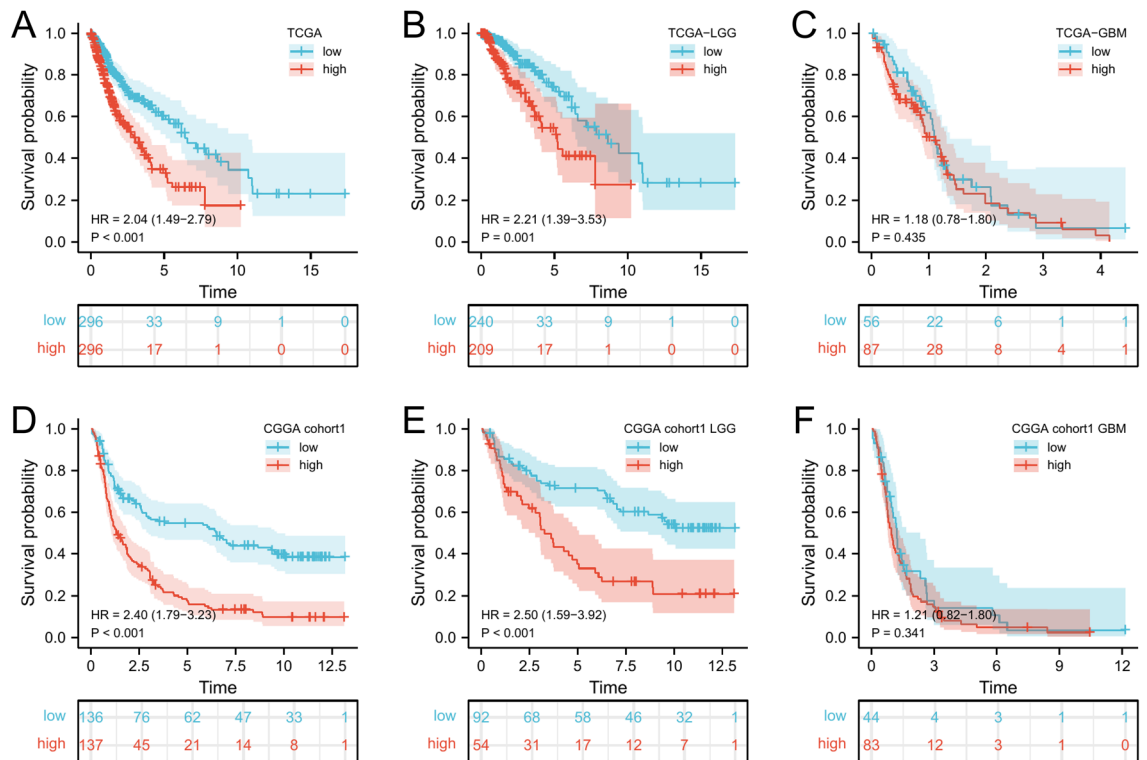 A
TCGA
low
high
Survival probability
1.0
0.8
0.6
0.4
0.2
0.0
HR = 2.04 (1.49−2.79)
P < 0.001
0 5 10 15
Time
low 296 33 9 1 0
high 296 17 1 0 0
B
TCGA−LGG
low
high
Survival probability
1.0
0.8
0.6
0.4
0.2
0.0
HR = 2.21 (1.39−3.53)
P = 0.001
0 5 10 15
Time
low 240 33 9 1 0
high 209 17 1 0 0
C
TCGA−GBM
low
high
Survival probability
1.0
0.8
0.6
0.4
0.2
0.0
HR = 1.18 (0.78−1.80)
P = 0.435
0 1 2 3 4
Time
low 56 22 6 1 1
high 87 28 8 4 1
D
CGGA cohort1
low
high
Survival probability
1.0
0.8
0.6
0.4
0.2
0.0
HR = 2.40 (1.79−3.23)
P < 0.001
0 2.5 5 7.5 10 12.5
Time
low 136 76 62 47 33 1
high 137 45 21 14 8 1
E
CGGA cohort1 LGG
low
high
Survival probability
1.0
0.8
0.6
0.4
0.2
0.0
HR = 2.50 (1.59−3.92)
P < 0.001
0 2.5 5 7.5 10 12.5
Time
low 92 68 58 46 32 1
high 54 31 17 12 7 1
F
CGGA cohort1 GBM
low
high
Survival probability
1.0
0.8
0.6
0.4
0.2
0.0
HR = 1.21 (0.82−1.80)
P = 0.341
0 3 6 9 12
Time
low 44 4 3 1 1
high 83 12 3 1 0